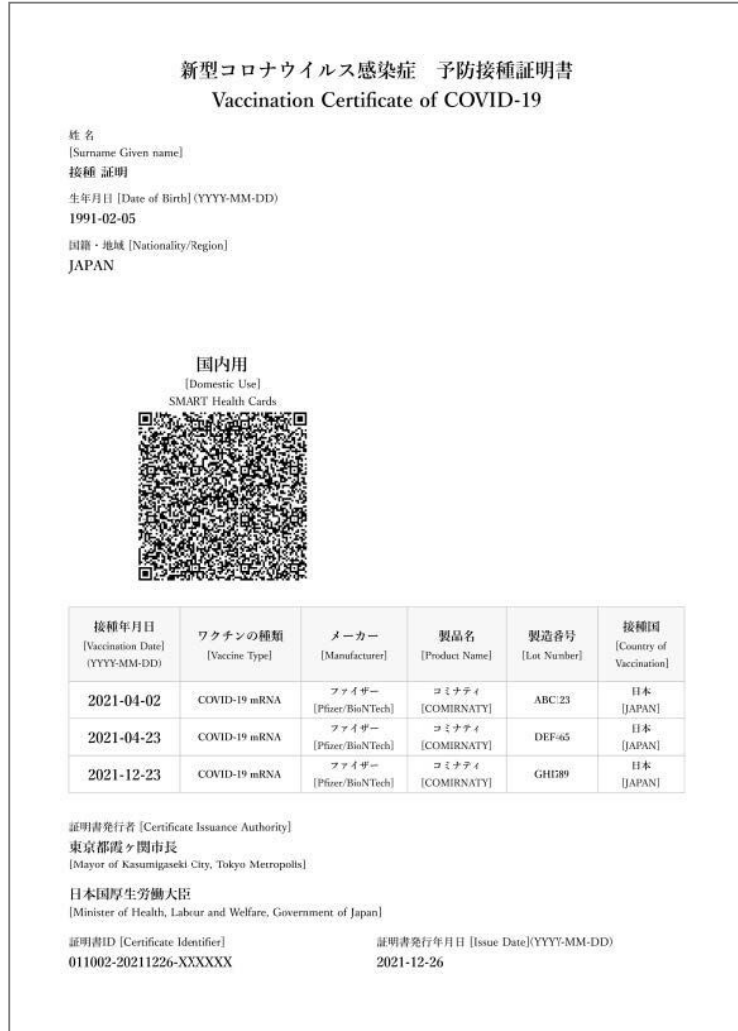 新型コロナウイルス感染症　予防接種証明書
Vaccination Certificate of COVID-19
姓 名
[Surname Given name]
接種 証明
生年月日 [Date of Birth] (YYYY-MM-DD)
1991-02-05
国籍・地域 [Nationality/Region]
JAPAN
国内用
[Domestic Use]
SMART Health Cards
接種年月日 ワクチンの種類 メーカー 製品名 製造番号 接種国
[Vaccination Date] [Vaccine Type] [Manufacturer] [Product Name] [Lot Number] [Country of
(YYYY-MM-DD) Vaccination]
2021-04-02 COVID-19 mRNA ファイザー コミナティ 日本
[Pfizer/BioNTech] [COMIRNATY] [JAPAN]
2021-04-23 COVID-19 mRNA ファイザー コミナティ 日本
[Pfizer/BioNTech] [COMIRNATY] [JAPAN]
2021-12-23 COVID-19 mRNA ファイザー コミナティ 日本
[Pfizer/BioNTech] [COMIRNATY] [JAPAN]
証明書発行者 [Certificate Issuance Authority]
東京都霞ヶ関市長
[Mayor of Kasumigaseki City, Tokyo Metropolis]
日本国厚生労働大臣
[Minister of Health, Labour and Welfare, Government of Japan]
証明書ID [Certificate Identifier] 証明書発行年月日 [Issue Date](YYYY-MM-DD)
011002-20211226-XXXXXX 2021-12-26